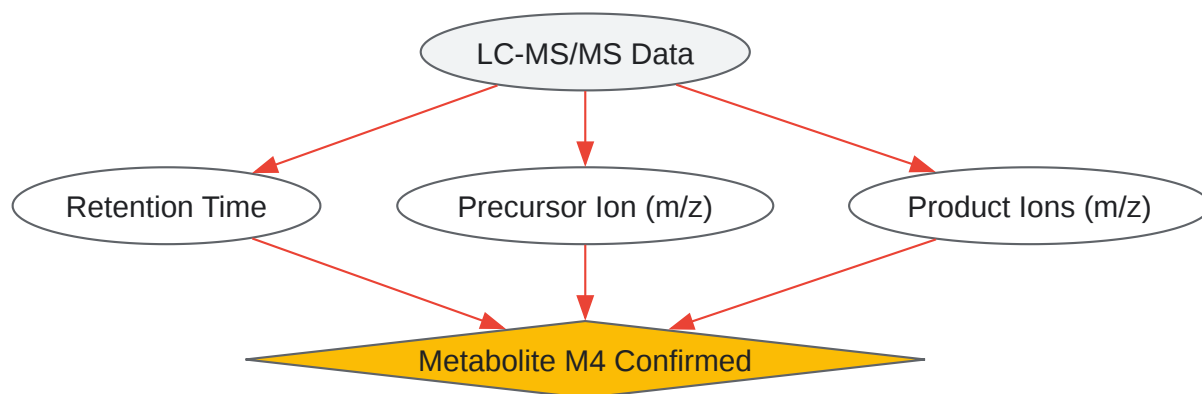 LC-MS/MS Data
Retention Time
Precursor Ion (m/z)
Product Ions (m/z)
Metabolite M4 Confirmed